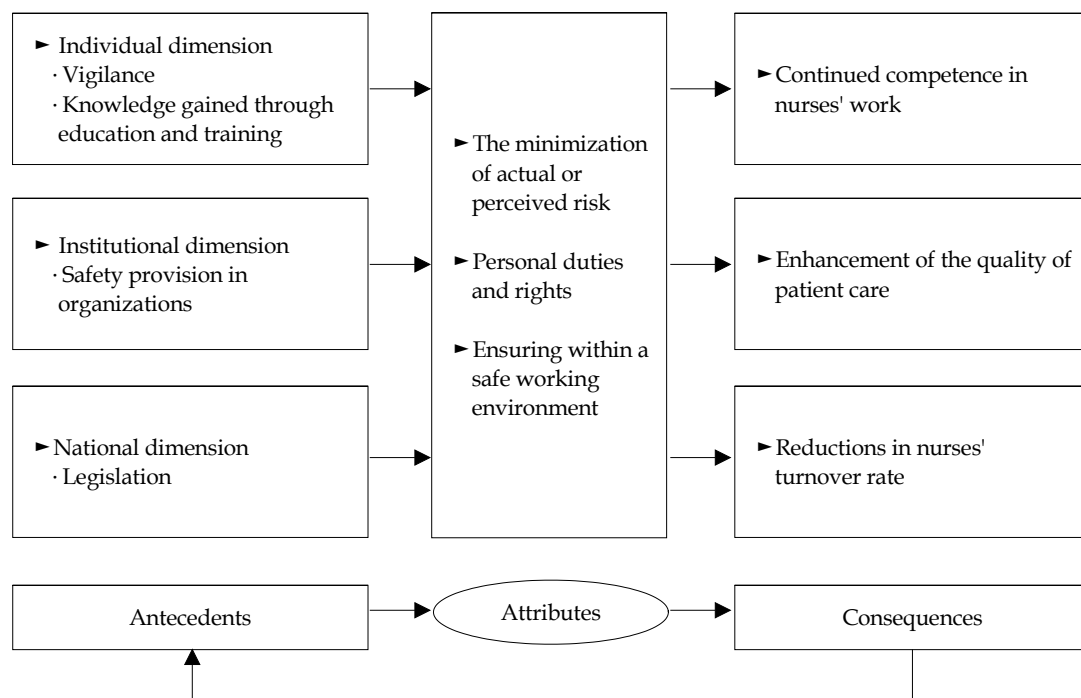 ► Individual dimension
· Vigilance
· Knowledge gained through
education and training
► Institutional dimension
· Safety provision in
organizations
► National dimension
· Legislation
► The minimization
of actual or
perceived risk
► Personal duties
and rights
► Ensuring within a
safe working
environment
► Continued competence in
nurses' work
► Enhancement of the quality of
patient care
► Reductions in nurses'
turnover rate
Antecedents
Attributes
Consequences